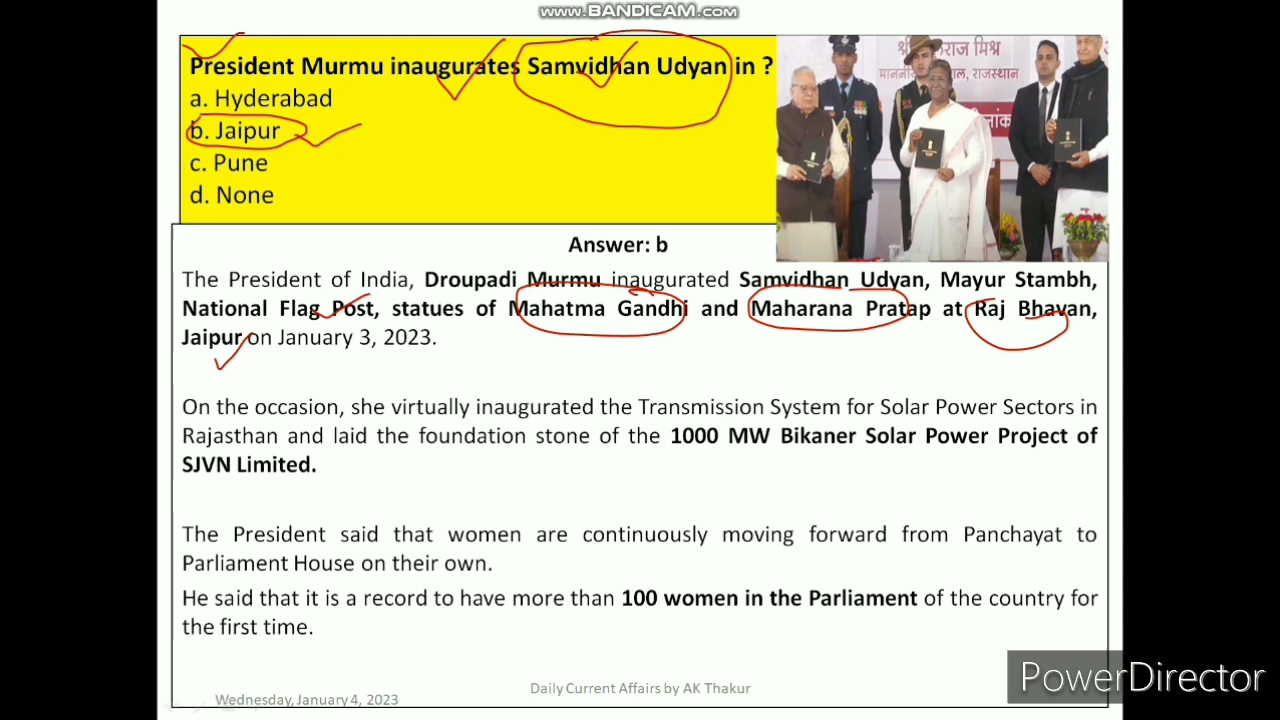 www.BANDICAM.com
President Murmu inaugurates Samvidhan Udyan in ?
a. Hyderabad
b. Jaipur
c. Pune
d. None
राज मिश्र
राजस्थान
Answer: b
The President of India, Droupadi Murmu inaugurated Samvidhan Udyan, Mayur Stambh,
National Flag Post, statues of Mahatma Gandhi and Maharana Pratap at Raj Bhavan,
Jaipur on January 3, 2023.
On the occasion, she virtually inaugurated the Transmission System for Solar Power Sectors in
Rajasthan and laid the foundation stone of the 1000 MW Bikaner Solar Power Project of
SJVN Limited.
The President said that women are continuously moving forward from Panchayat to
Parliament House on their own.
He said that it is a record to have more than 100 women in the Parliament of the country for
the first time.
Wednesday, January 4, 2023
Daily Current Affairs by AK Thakur
PowerDirector